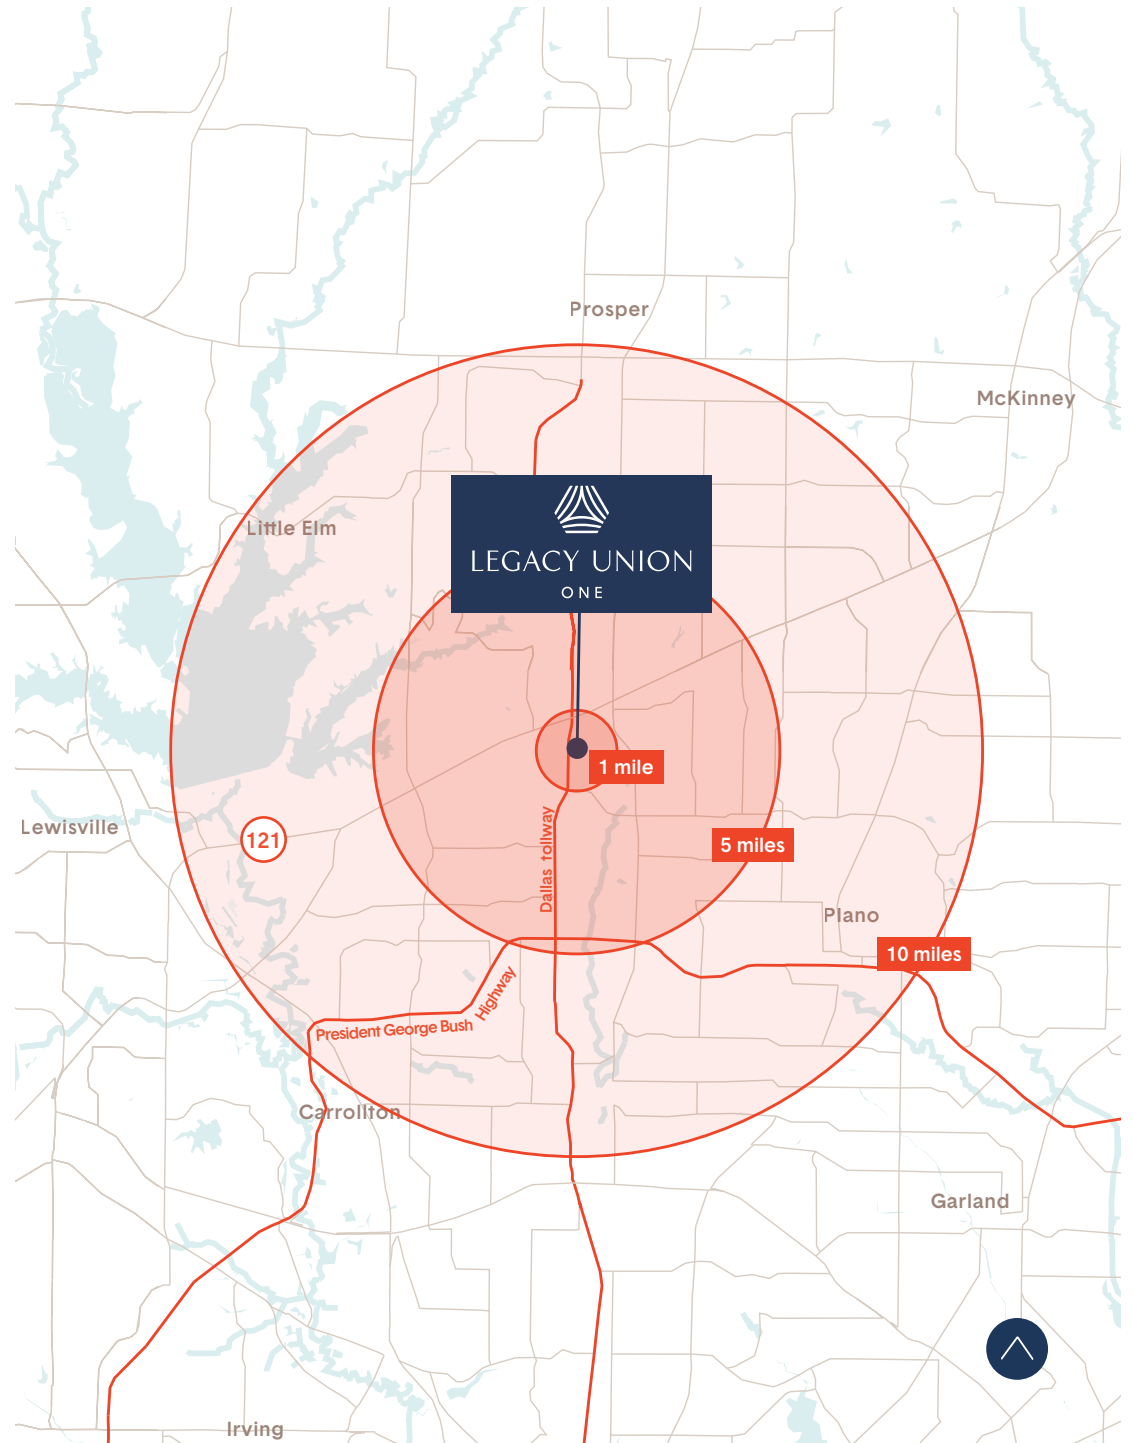 Prosper
McKinney
LEGACY UNION
ONE
Little Elm
1 mile
Lewisville
121
Dallas tollway
5 miles
Plano
10 miles
President George Bush Highway
Carrollton
Garland
Irving